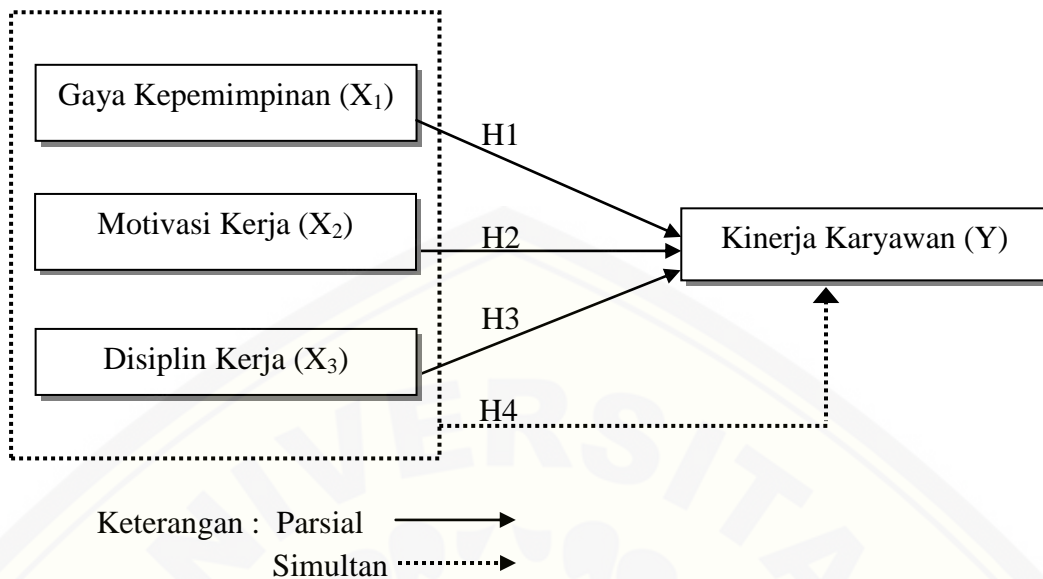 Gaya Kepemimpinan (X₁)
H1
Motivasi Kerja (X₂)
H2
Kinerja Karyawan (Y)
H3
Disiplin Kerja (X₃)
H4
Keterangan : Parsial
Simultan